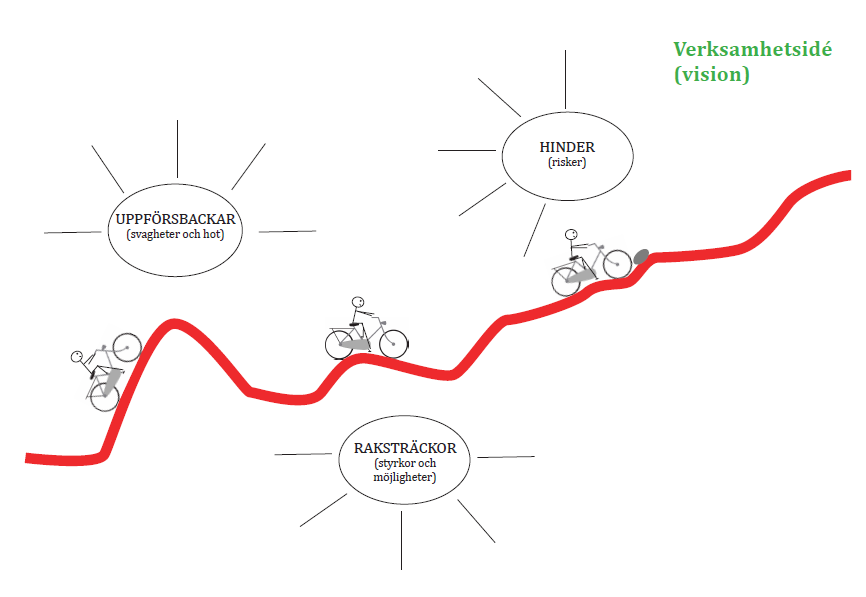 Verksamhetsidé
(vision)
HINDER
(risker)
UPPFÖRSBACKAR
(svagheter och hot)
RAKSTRÄCKOR
(styrkor och
möjligheter)